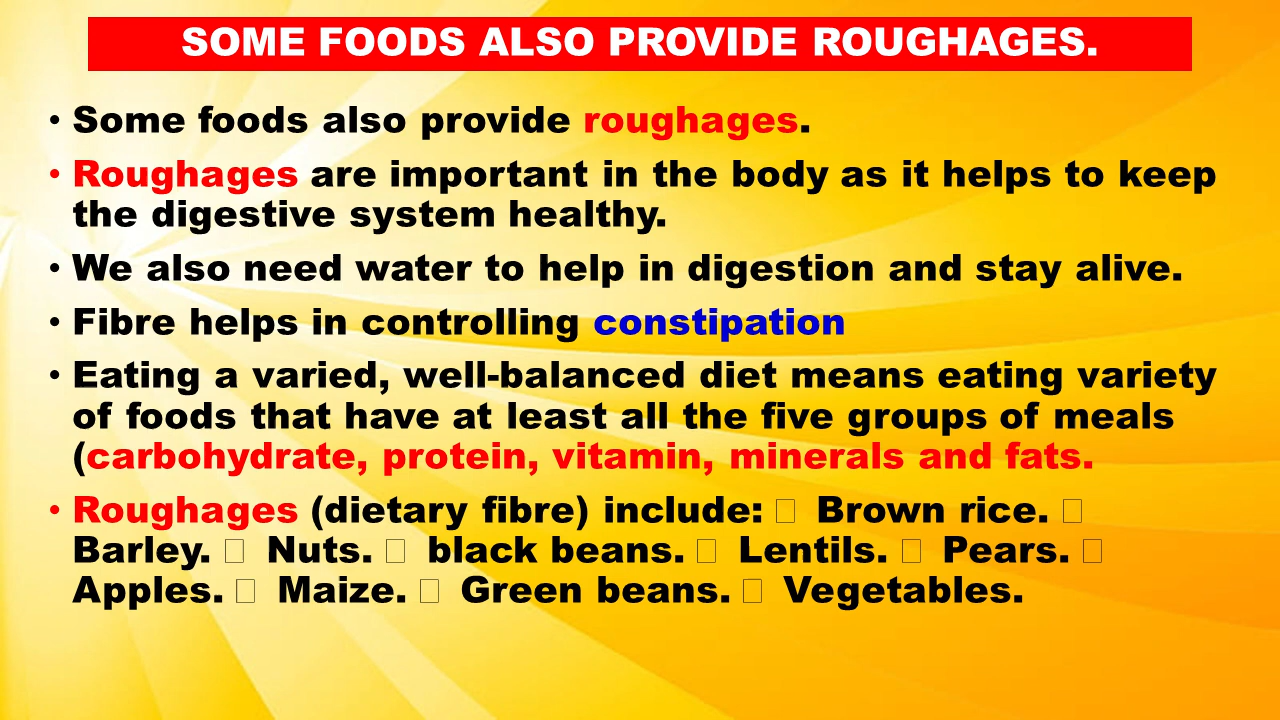 SOME FOODS ALSO PROVIDE ROUGHAGES.
• Some foods also provide roughages.
• Roughages are important in the body as it helps to keep
the digestive system healthy.
• We also need water to help in digestion and stay alive.
• Fibre helps in controlling constipation
• Eating a varied, well-balanced diet means eating variety
of foods that have at least all the five groups of meals
(carbohydrate, protein, vitamin, minerals and fats.
• Roughages (dietary fibre) include: □ Brown rice. □
Barley. □ Nuts. □ black beans. □ Lentils. □ Pears. □
Apples. □ Maize. □ Green beans. □ Vegetables.